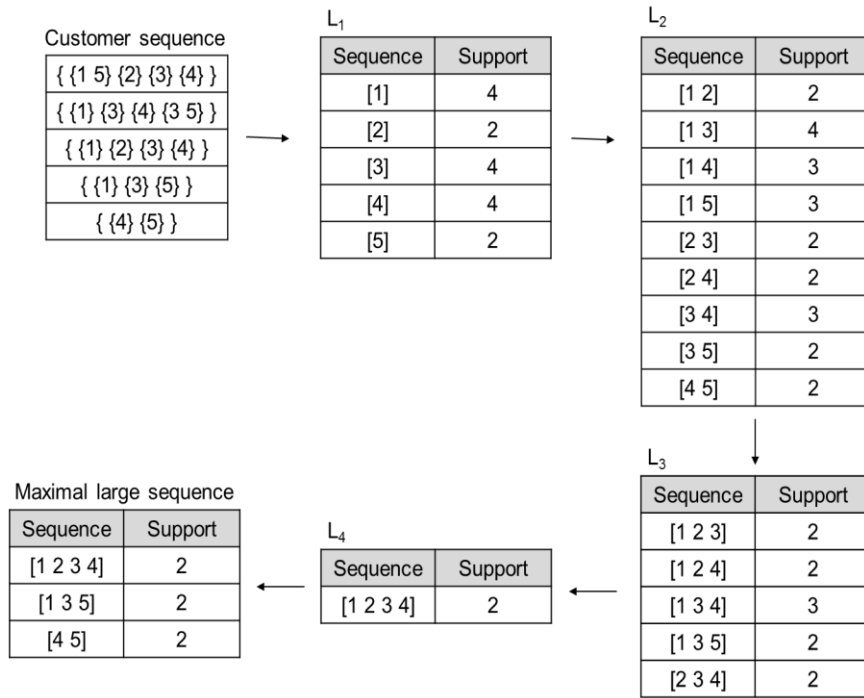 Customer sequence
{ {1 5} {2} {3} {4} }
{ {1} {3} {4} {3 5} }
{ {1} {2} {3} {4} }
{ {1} {3} {5} }
{ {4} {5} }
L1
Sequence Support
[1] 4
[2] 2
[3] 4
[4] 4
[5] 2
L2
Sequence Support
[1 2] 2
[1 3] 4
[1 4] 3
[1 5] 3
[2 3] 2
[2 4] 2
[3 4] 3
[3 5] 2
[4 5] 2
L3
Sequence Support
[1 2 3] 2
[1 2 4] 2
[1 3 4] 3
[1 3 5] 2
[2 3 4] 2
L4
Sequence Support
[1 2 3 4] 2
Maximal large sequence
Sequence Support
[1 2 3 4] 2
[1 3 5] 2
[4 5] 2